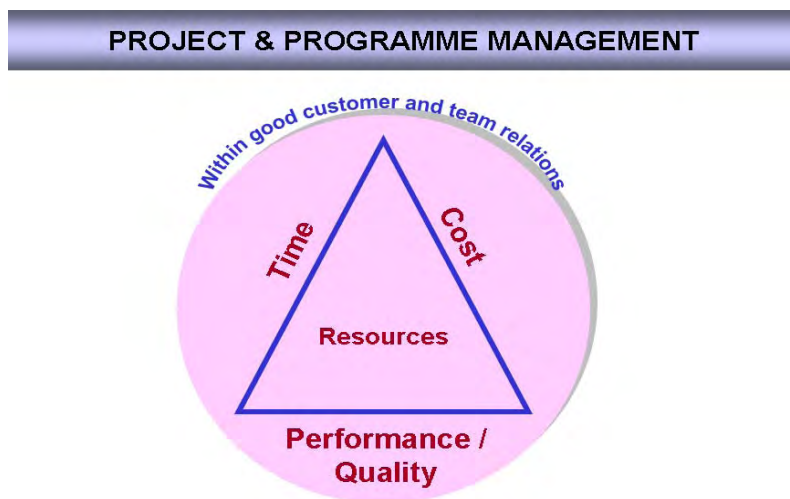 PROJECT & PROGRAMME MANAGEMENT
Within good customer and team relations
Time
Cost
Resources
Performance /
Quality